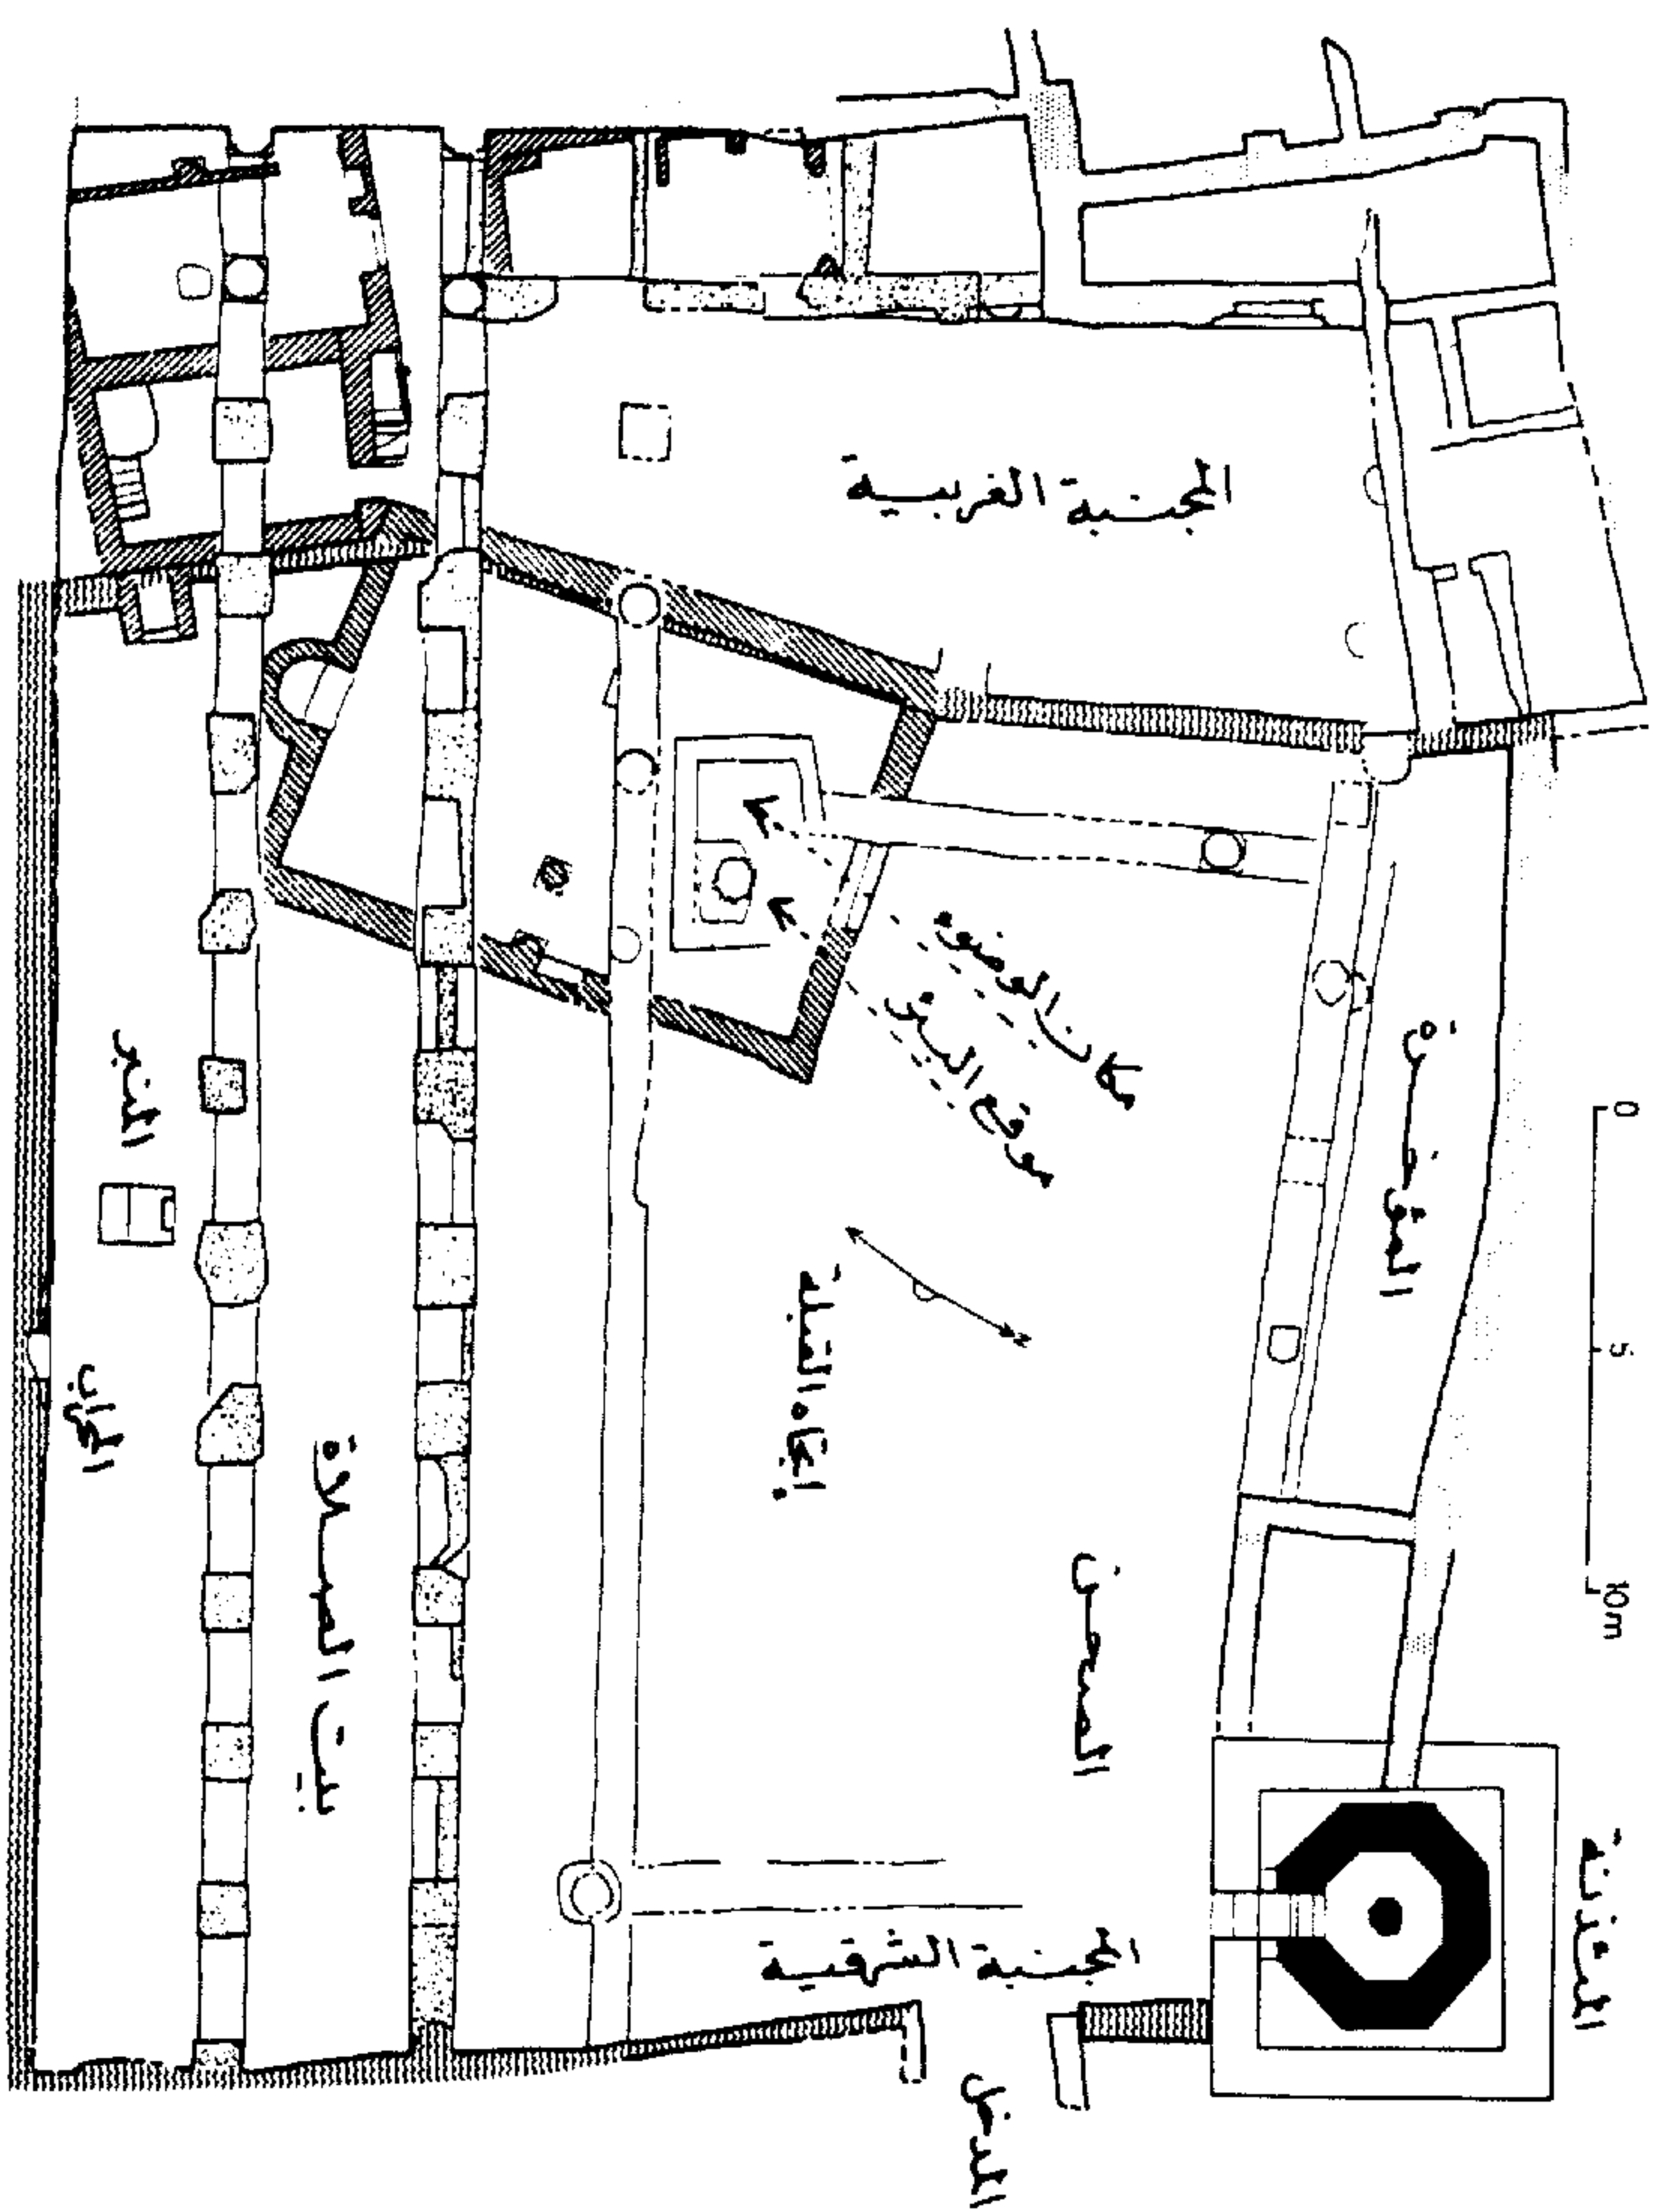 المجنبة الغربية
مكان الوضوء
موقع البئر
الغرفة
0
5
10m
N
المنبر
المحراب
اتجاه القبلة
بيت الصلاة
الصحن
المجنبة الشرقية
المئذنة
المدخل